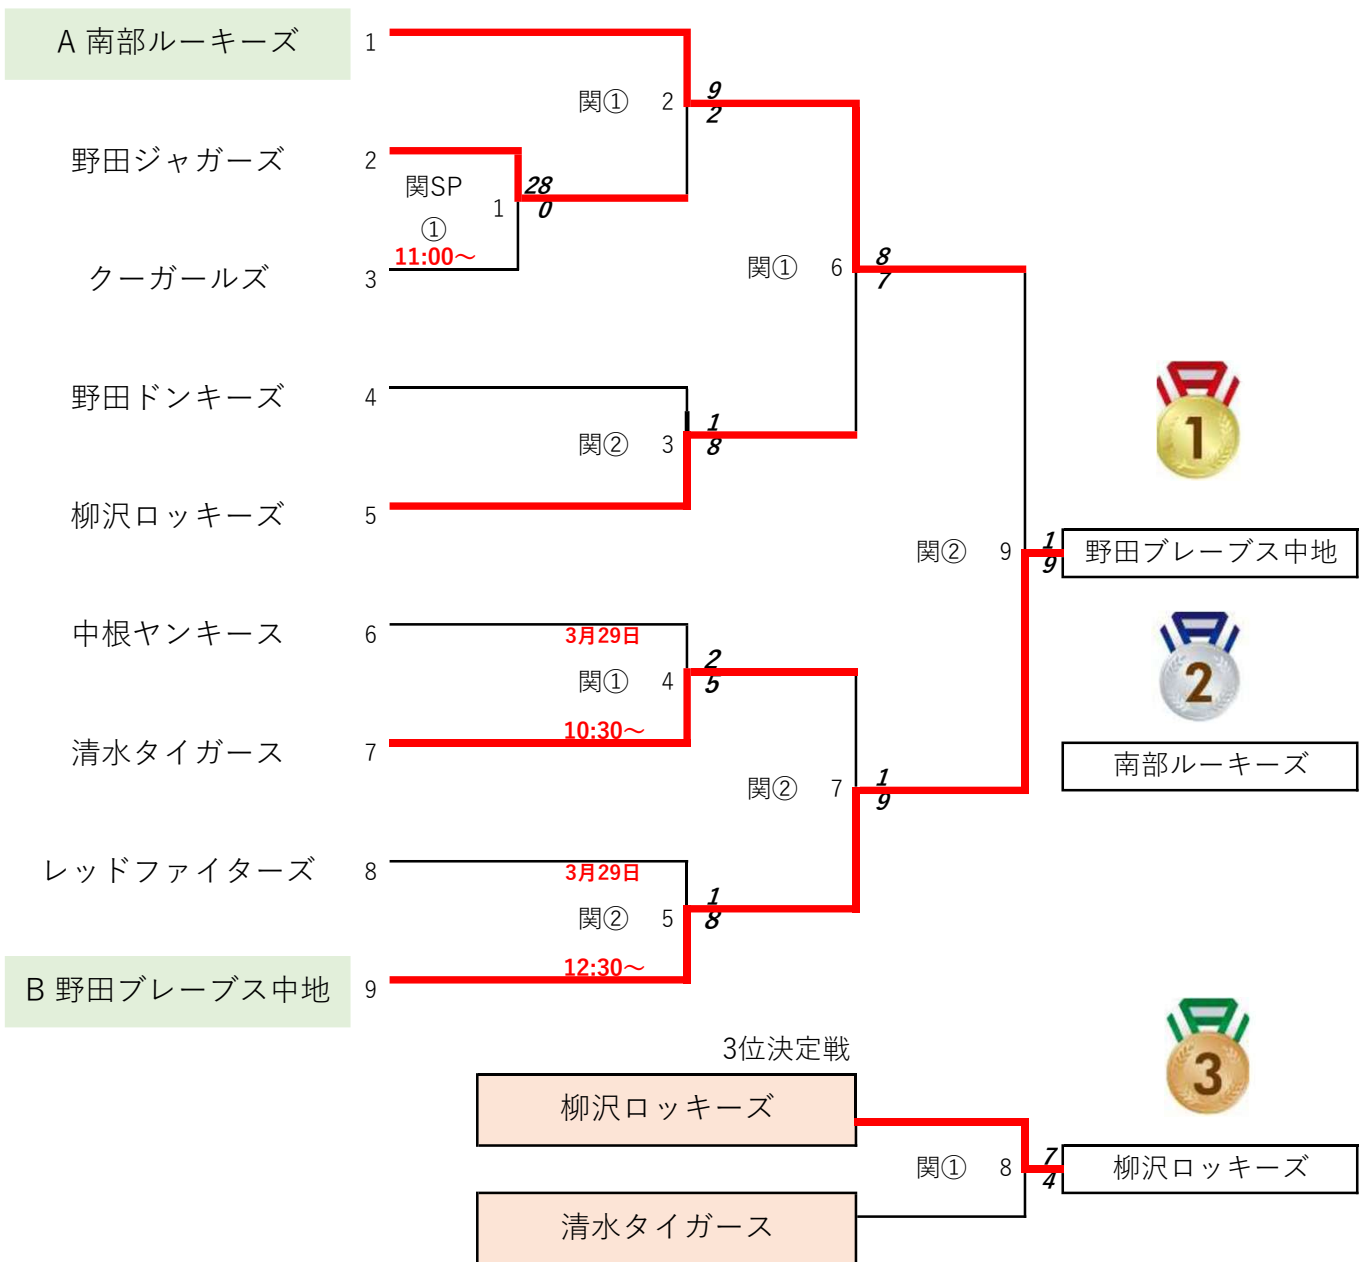 A 南部ルーキーズ
1
関① 2
9
2
野田ジャガーズ
2
関SP
①
1
28
0
11:00～
クーガールズ
3
関① 6
8
7
野田ドンキーズ
4
関② 3
1
8
柳沢ロッキーズ
5
1
関② 9
1
9
野田ブレーブス中地
中根ヤンキース
6
3月29日
関① 4
2
5
2
10:30～
清水タイガース
7
南部ルーキーズ
関② 7
1
9
レッドファイターズ
8
3月29日
関② 5
1
8
12:30～
B 野田ブレーブス中地
9
3位決定戦
3
柳沢ロッキーズ
関① 8
7
4
柳沢ロッキーズ
清水タイガース